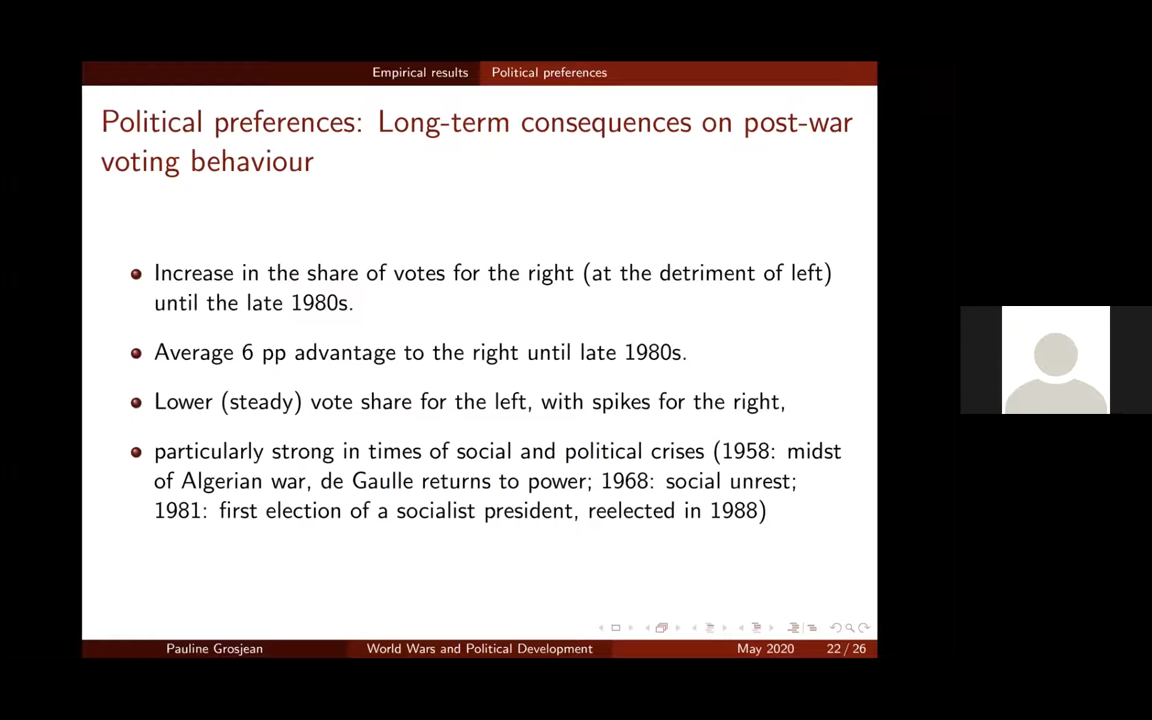 Empirical results Political preferences
Political preferences: Long-term consequences on post-war
voting behaviour
Increase in the share of votes for the right (at the detriment of left)
until the late 1980s.
Average 6 pp advantage to the right until late 1980s.
Lower (steady) vote share for the left, with spikes for the right,
particularly strong in times of social and political crises (1958: midst
of Algerian war, de Gaulle returns to power; 1968: social unrest;
1981: first election of a socialist president, reelected in 1988)
Pauline Grosjean World Wars and Political Development May 2020 22 / 26